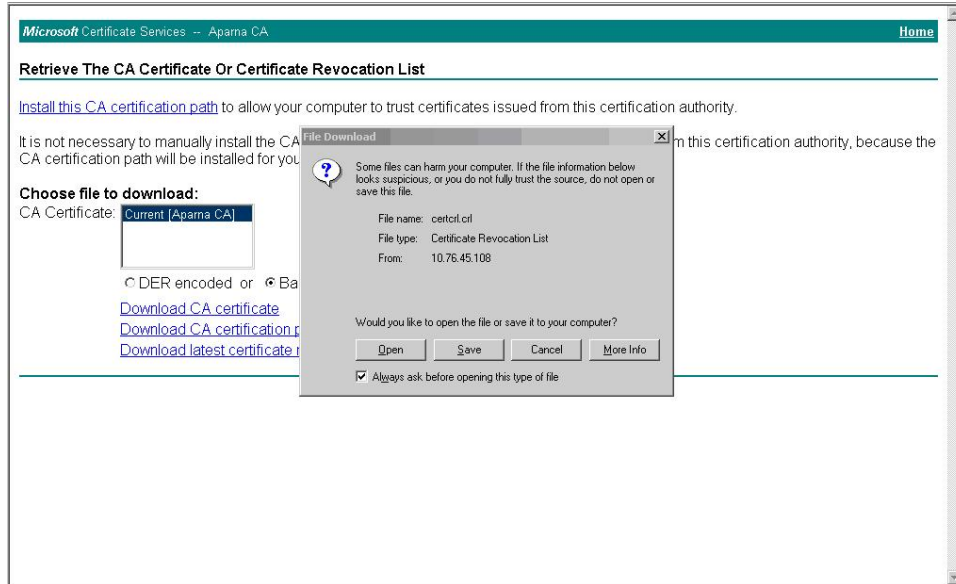 Microsoft Certificate Services -- Aparna CA Home
Retrieve The CA Certificate Or Certificate Revocation List
Install this CA certification path to allow your computer to trust certificates issued from this certification authority.
It is not necessary to manually install the CA m this certification authority, because the
CA certification path will be installed for you
Choose file to download:
CA Certificate: Current [Aparna CA]
DER encoded or Ba
Download CA certificate
Download CA certification p
Download latest certificate r
File Download
Some files can harm your computer. If the file information below
looks suspicious, or you do not fully trust the source, do not open or
save this file.
File name: certcrl.crl
File type: Certificate Revocation List
From: 10.76.45.108
Would you like to open the file or save it to your computer?
Open Save Cancel More Info
Always ask before opening this type of file